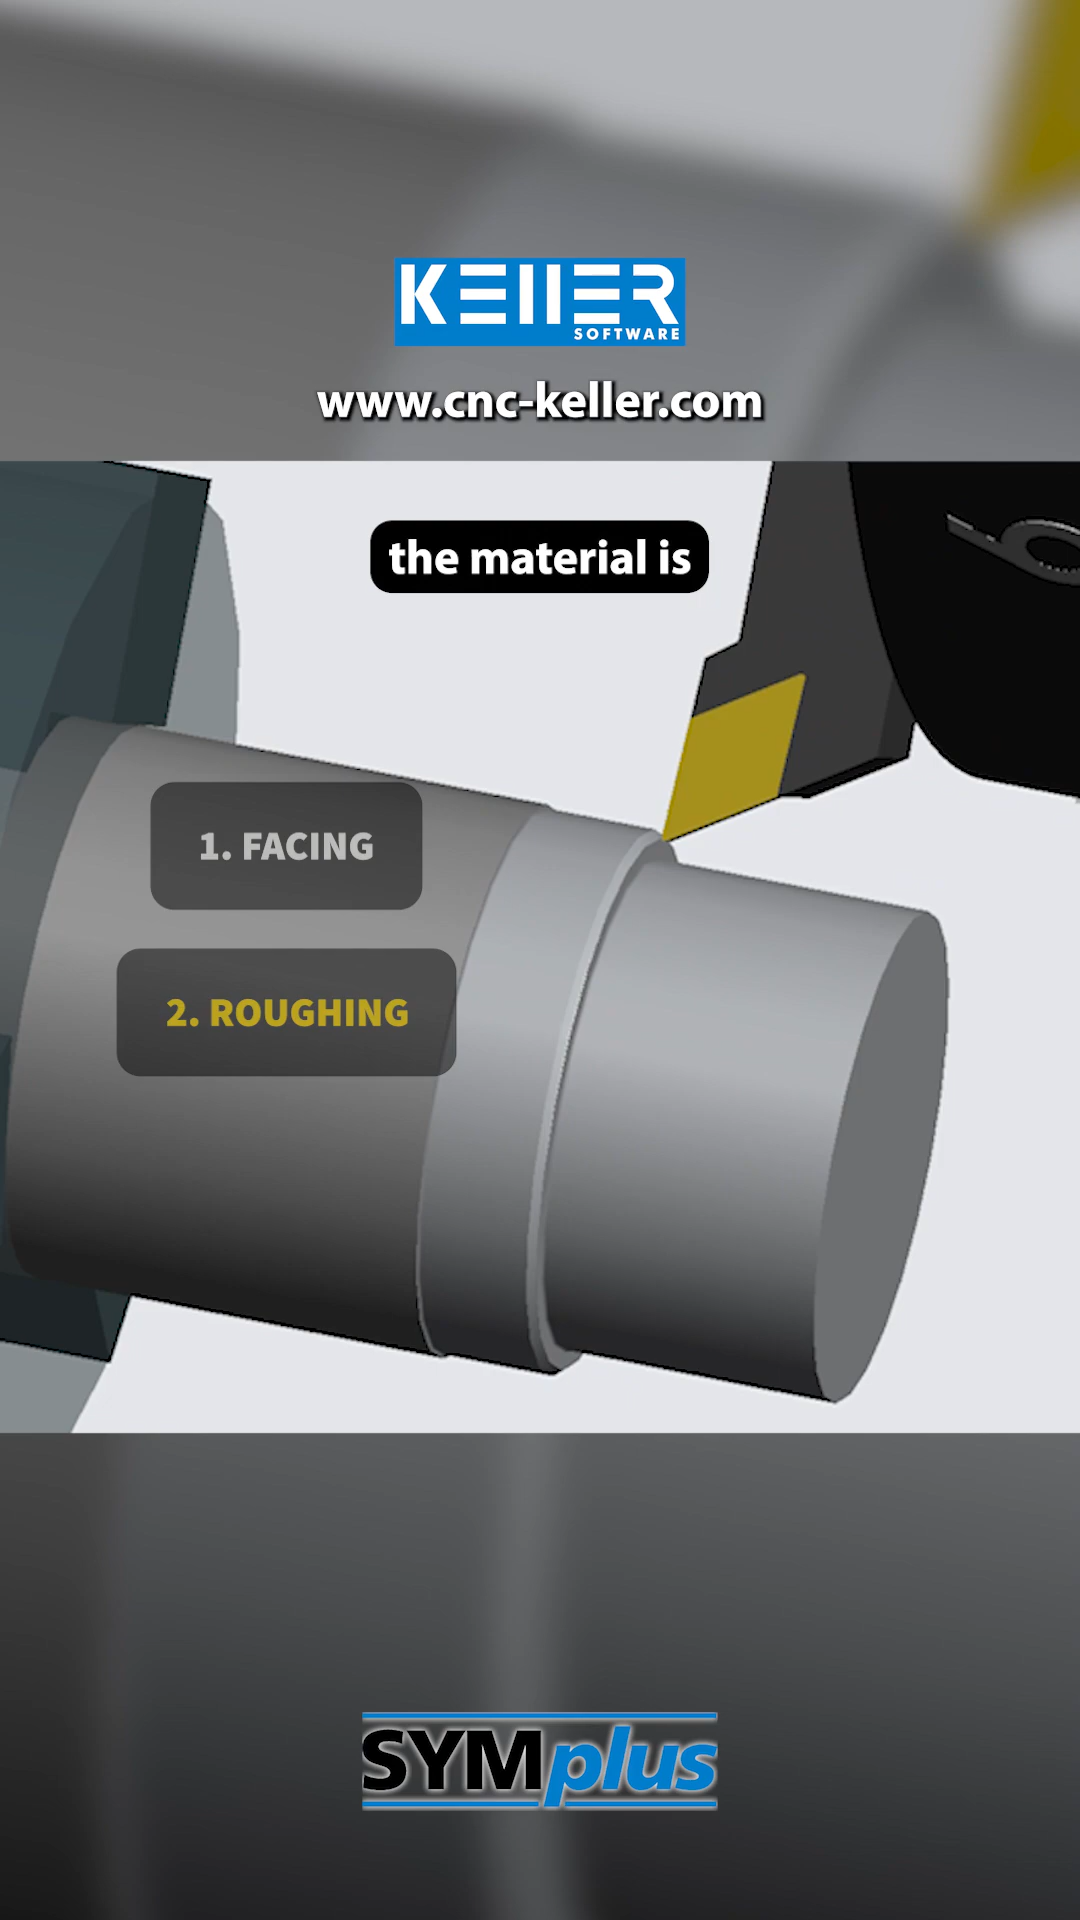 KELLER
SOFTWARE
www.cnc-keller.com
the material is
1. FACING
2. ROUGHING
SYMplus